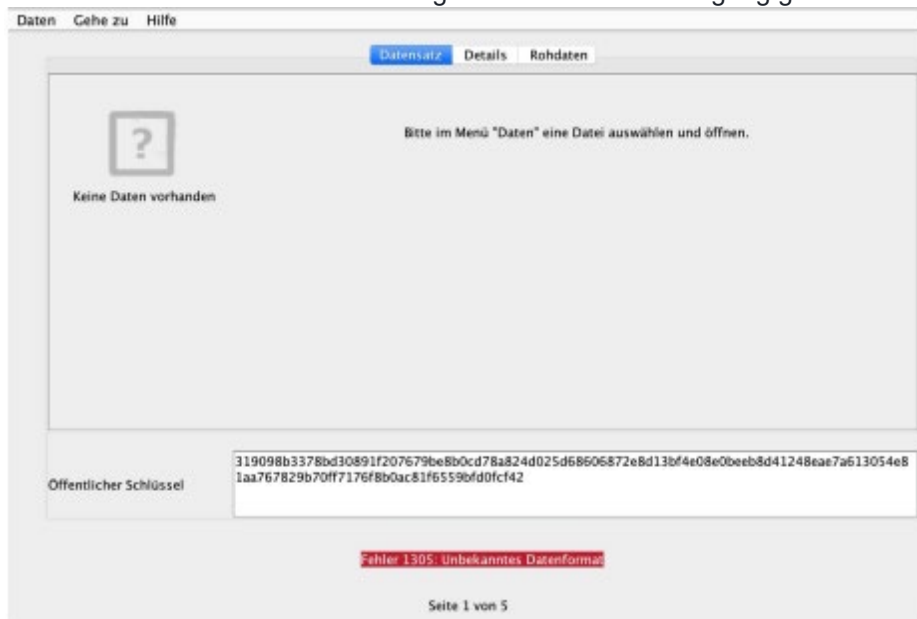 Daten Gehe zu Hilfe
Datensatz Details Rohdaten
Bitte im Menü "Daten" eine Datei auswählen und öffnen.
?
Keine Daten vorhanden
319098b3378bd30891f207679be8b0cd78a824d025d68606872e8d13bf4e08e0beeb8d41248eae7a613054e8
1aa767829b70ff7176f8b0ac81f6559bfd0fcf42
Öffentlicher Schlüssel
Fehler 1305: Unbekanntes Datenformat
Seite 1 von 5